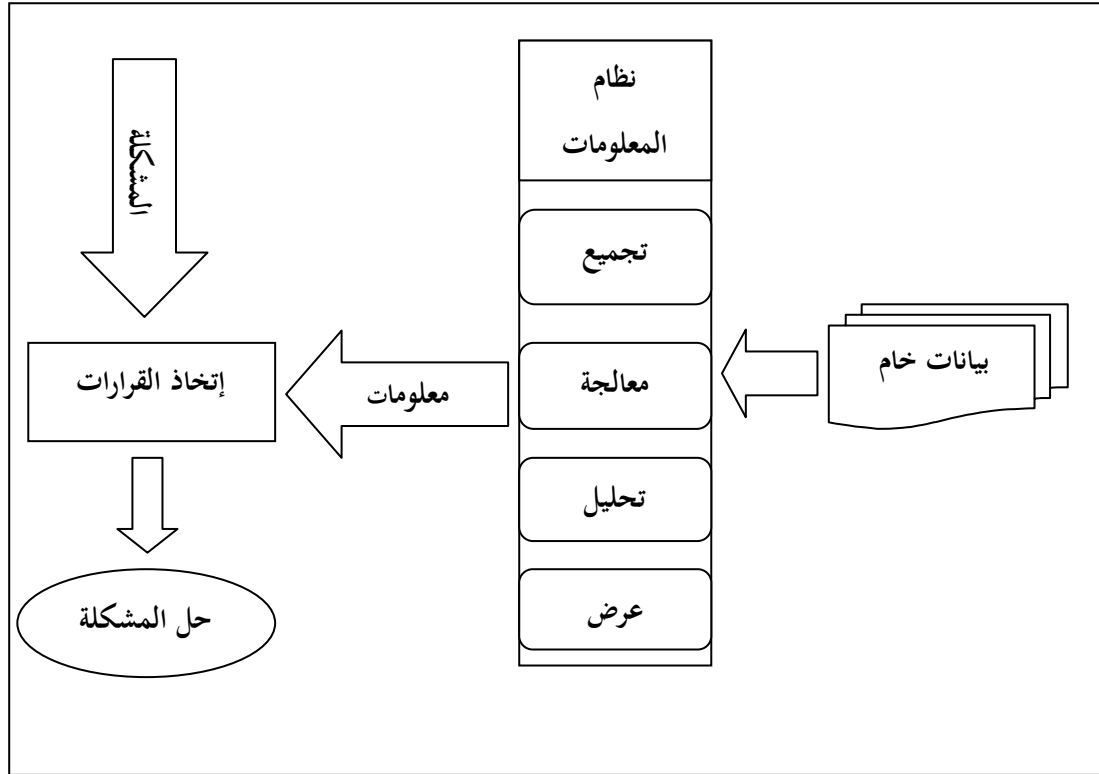 نظام
المعلومات
تجميع
معالجة
تحليل
عرض
بيانات خام
معلومات
المشكلة
إتخاذ القرارات
حل المشكلة